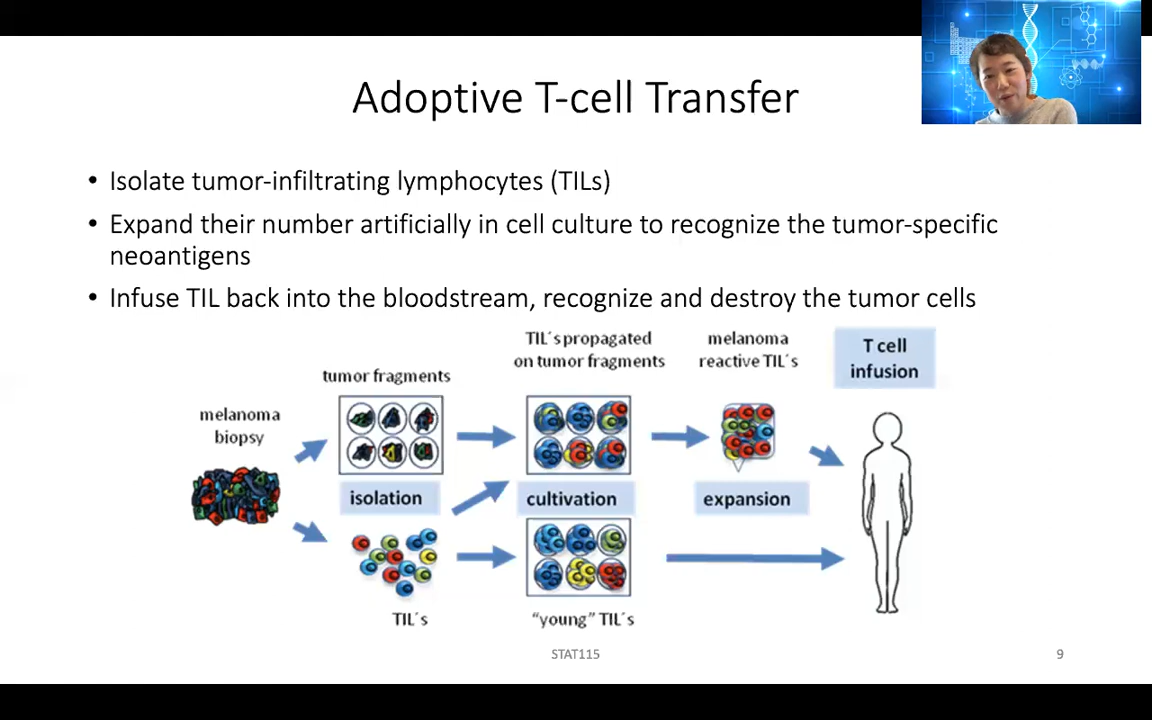 Adoptive T-cell Transfer
• Isolate tumor-infiltrating lymphocytes (TILs)
• Expand their number artificially in cell culture to recognize the tumor-specific
neoantigens
• Infuse TIL back into the bloodstream, recognize and destroy the tumor cells
melanoma
biopsy
tumor fragments
isolation
TIL´s
TIL´s propagated
on tumor fragments
cultivation
“young” TIL´s
melanoma
reactive TIL´s
expansion
T cell
infusion
STAT115
9